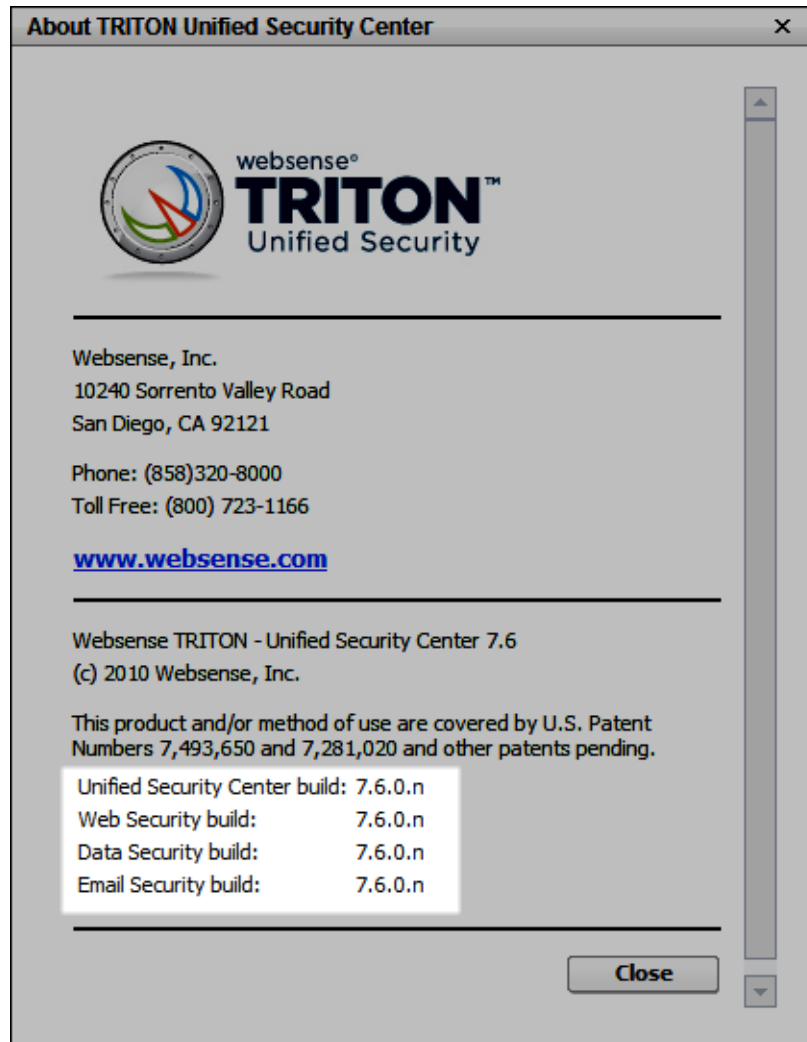 About TRITON Unified Security Center
websense®
TRITON™
Unified Security
Websense, Inc.
10240 Sorrento Valley Road
San Diego, CA 92121
Phone: (858)320-8000
Toll Free: (800) 723-1166
www.websense.com
Websense TRITON - Unified Security Center 7.6
(c) 2010 Websense, Inc.
This product and/or method of use are covered by U.S. Patent
Numbers 7,493,650 and 7,281,020 and other patents pending.
Unified Security Center build: 7.6.0.n
Web Security build: 7.6.0.n
Data Security build: 7.6.0.n
Email Security build: 7.6.0.n
Close